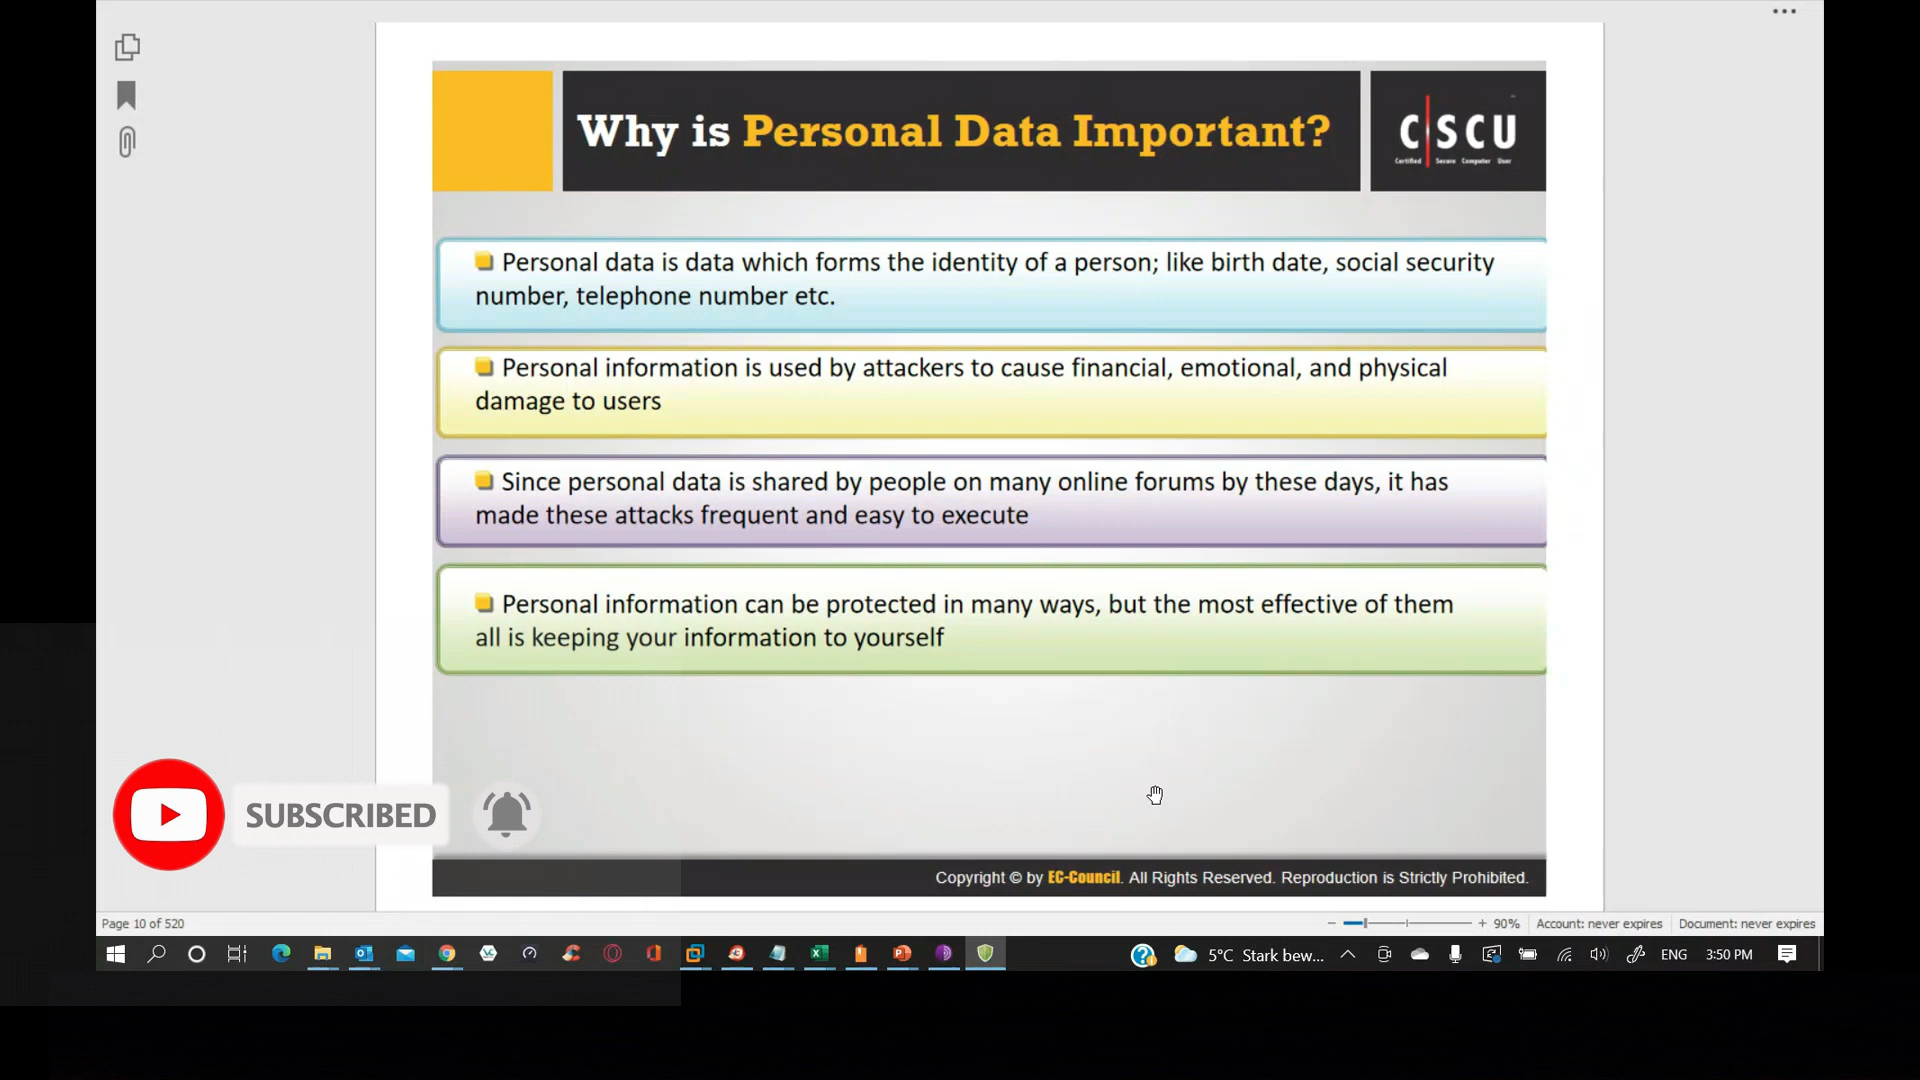 Why is Personal Data Important?
CSCU
Certified Secure Computer User
Personal data is data which forms the identity of a person; like birth date, social security
number, telephone number etc.
Personal information is used by attackers to cause financial, emotional, and physical
damage to users
Since personal data is shared by people on many online forums by these days, it has
made these attacks frequent and easy to execute
Personal information can be protected in many ways, but the most effective of them
all is keeping your information to yourself
SUBSCRIBED
Copyright © by EC-Council. All Rights Reserved. Reproduction is Strictly Prohibited.
Page 10 of 520
90% Account: never expires Document: never expires
5°C Stark bew... ENG 3:50 PM